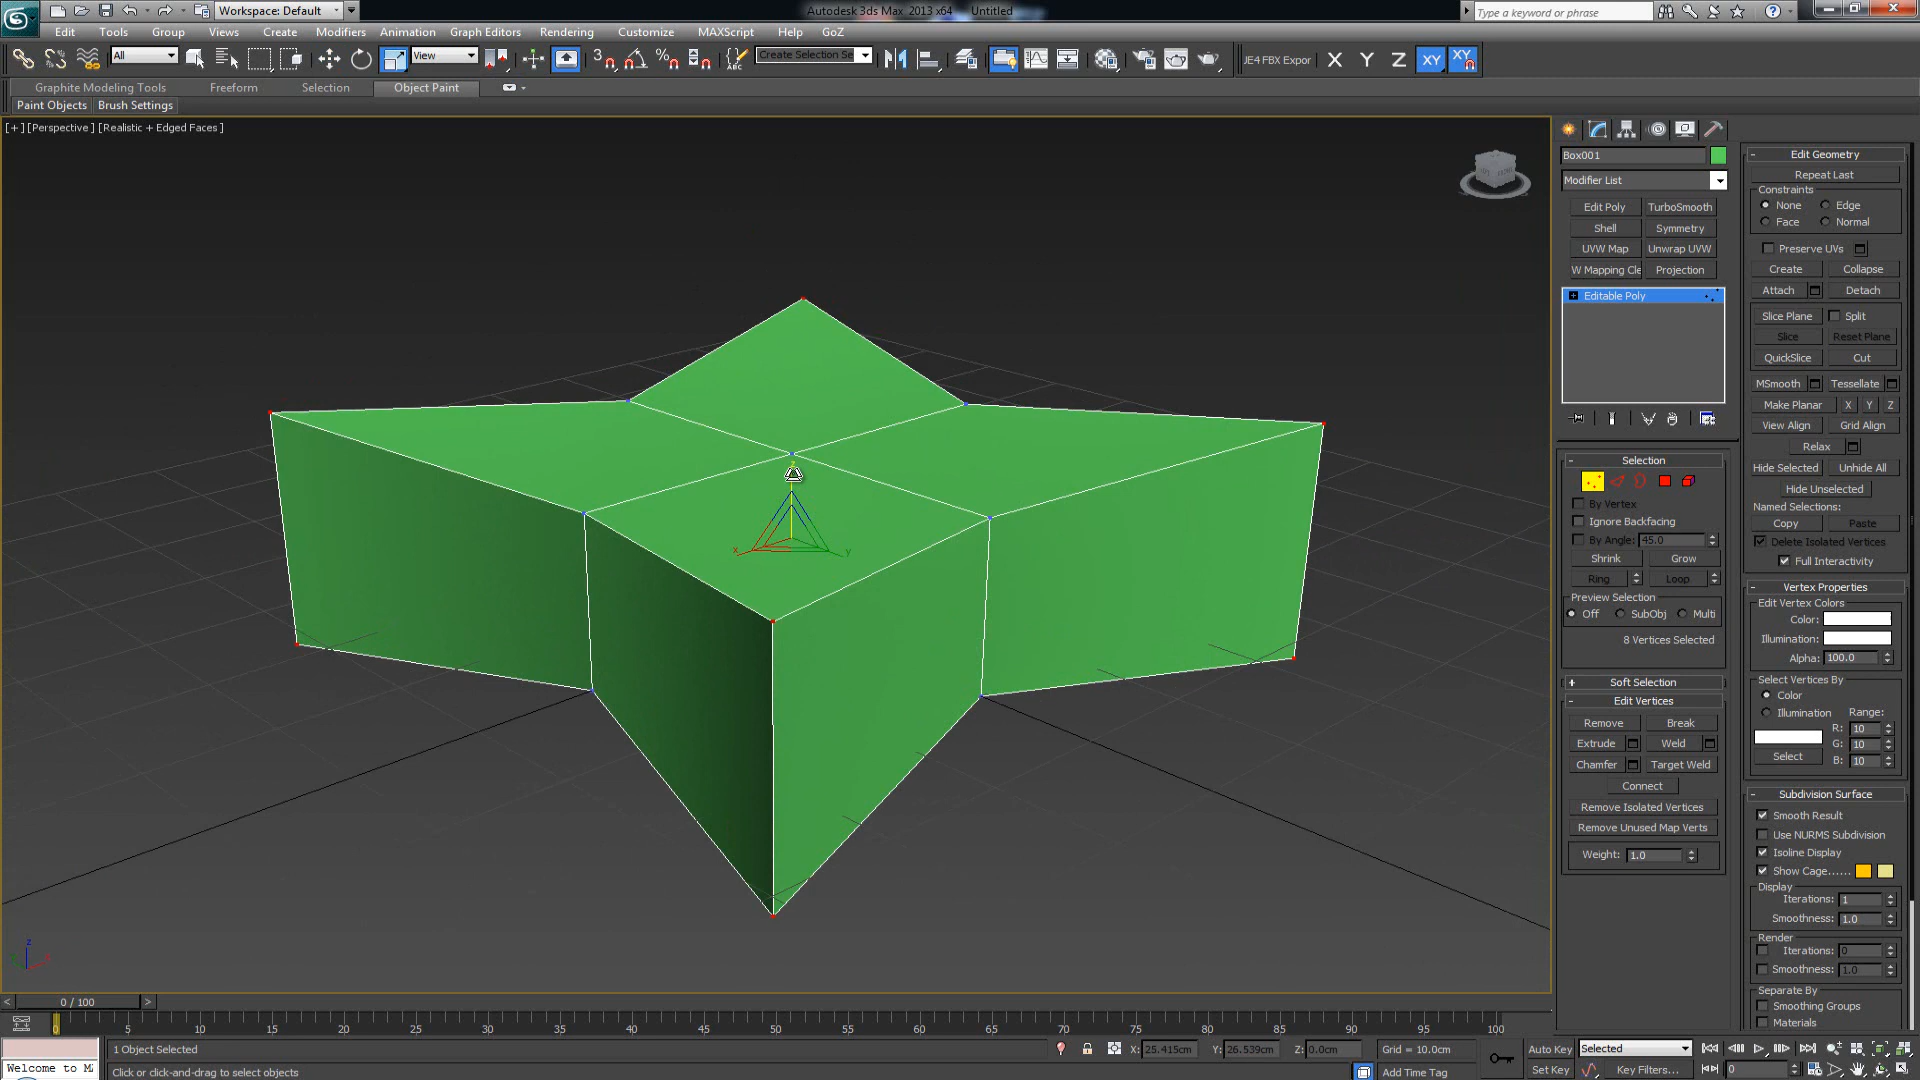 Workspace: Default
Autodesk 3ds Max 2013 x64 Untitled
Type a keyword or phrase
Edit Tools Group Views Create Modifiers Animation Graph Editors Rendering Customize MAXScript Help GoZ
All
View
Create Selection Se
JE4 FBX Expor
X Y Z XY XY
Graphite Modeling Tools Freeform Selection Object Paint
Paint Objects Brush Settings
[+] [Perspective] [Realistic + Edged Faces]
x
y
z
Box001
Modifier List
Edit Poly TurboSmooth
Shell Symmetry
UVW Map Unwrap UVW
W Mapping Cle Projection
Editable Poly
Selection
By Vertex
Ignore Backfacing
By Angle: 45.0
Shrink Grow
Ring Loop
Preview Selection
Off SubObj Multi
8 Vertices Selected
Soft Selection
Edit Vertices
Remove Break
Extrude Weld
Chamfer Target Weld
Connect
Remove Isolated Vertices
Remove Unused Map Verts
Weight: 1.0
Edit Geometry
Repeat Last
Constraints
None Edge
Face Normal
Preserve UVs
Create Collapse
Attach Detach
Slice Plane Split
Slice Reset Plane
QuickSlice Cut
MSmooth Tessellate
Make Planar X Y Z
View Align Grid Align
Relax
Hide Selected Unhide All
Hide Unselected
Named Selections:
Copy Paste
Delete Isolated Vertices
Full Interactivity
Vertex Properties
Edit Vertex Colors
Color:
Illumination:
Alpha: 100.0
Select Vertices By
Color
Illumination Range:
R: 10
G: 10
Select B: 10
Subdivision Surface
Smooth Result
Use NURMS Subdivision
Isoline Display
Show Cage......
Display
Iterations: 1
Smoothness: 1.0
Render
Iterations: 0
Smoothness: 1.0
Separate By
Smoothing Groups
Materials
< 0 / 100 >
0 5 10 15 20 25 30 35 40 45 50 55 60 65 70 75 80 85 90 95 100
1 Object Selected
X: 25.415cm Y: 26.539cm Z: 0.0cm Grid = 10.0cm
Auto Key Selected
Welcome to M
Click or click-and-drag to select objects
Add Time Tag
Set Key Key Filters... 0